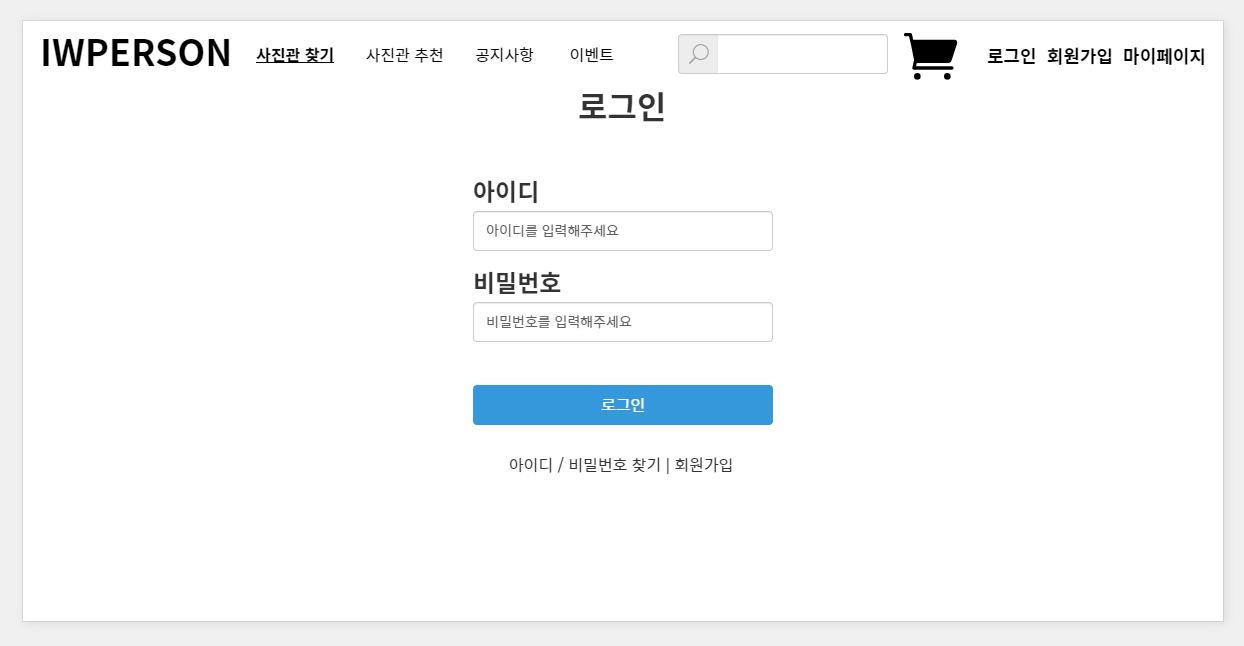 IWPERSON 사진관 찾기 사진관 추천 공지사항 이벤트 로그인 회원가입 마이페이지
로그인
아이디
아이디를 입력해주세요
비밀번호
비밀번호를 입력해주세요
로그인
아이디 / 비밀번호 찾기 | 회원가입